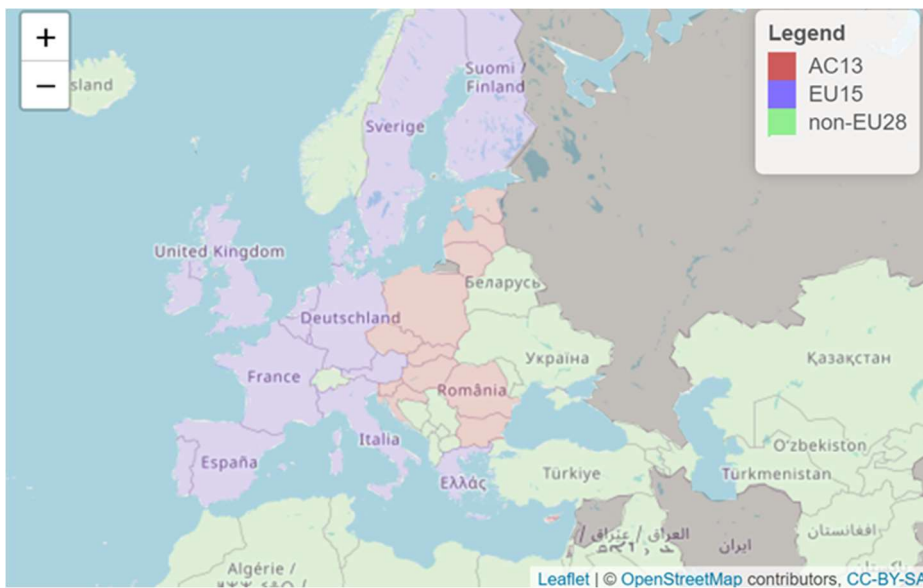 +
−
Legend
AC13
EU15
non-EU28
sland
Suomi /
Finland
Sverige
United Kingdom
Беларусь
Deutschland
Україна
Қазақстан
France
România
Italia
España
Ελλάς
Türkiye
Oʻzbekiston
Türkmenistan
العراق / عێراق /
ایران
افغانستان
Algérie /
Leaflet | © OpenStreetMap contributors, CC-BY-SA